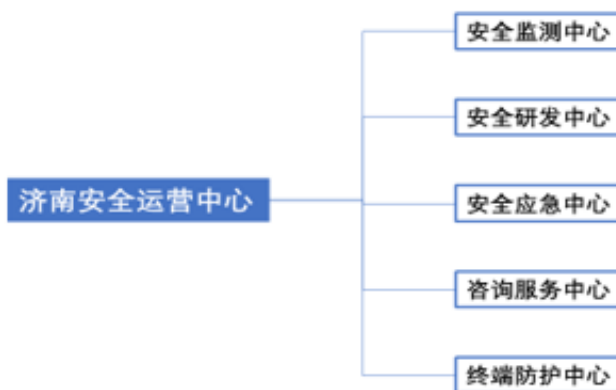 济南安全运营中心
安全监测中心
安全研发中心
安全应急中心
咨询服务中心
终端防护中心